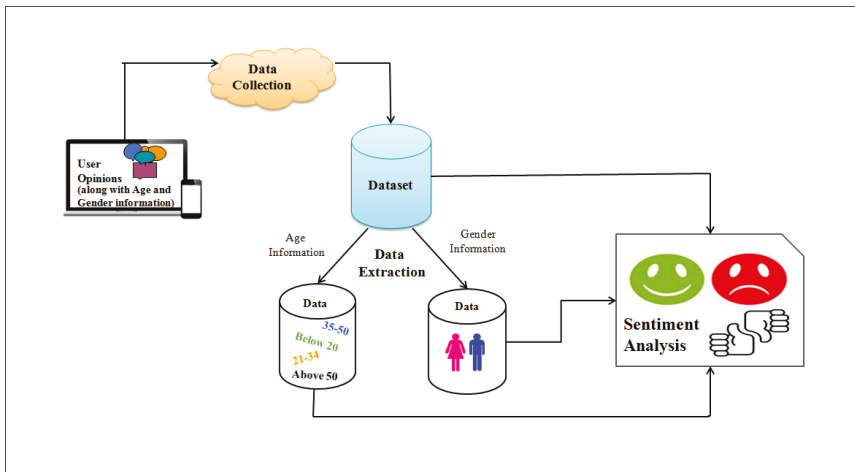 Data
Collection
User
Opinions
(along with Age and
Gender information)
Dataset
Age
Information
Gender
Information
Data
Extraction
Data
35-50
Below 20
21-34
Above 50
Data
Sentiment
Analysis